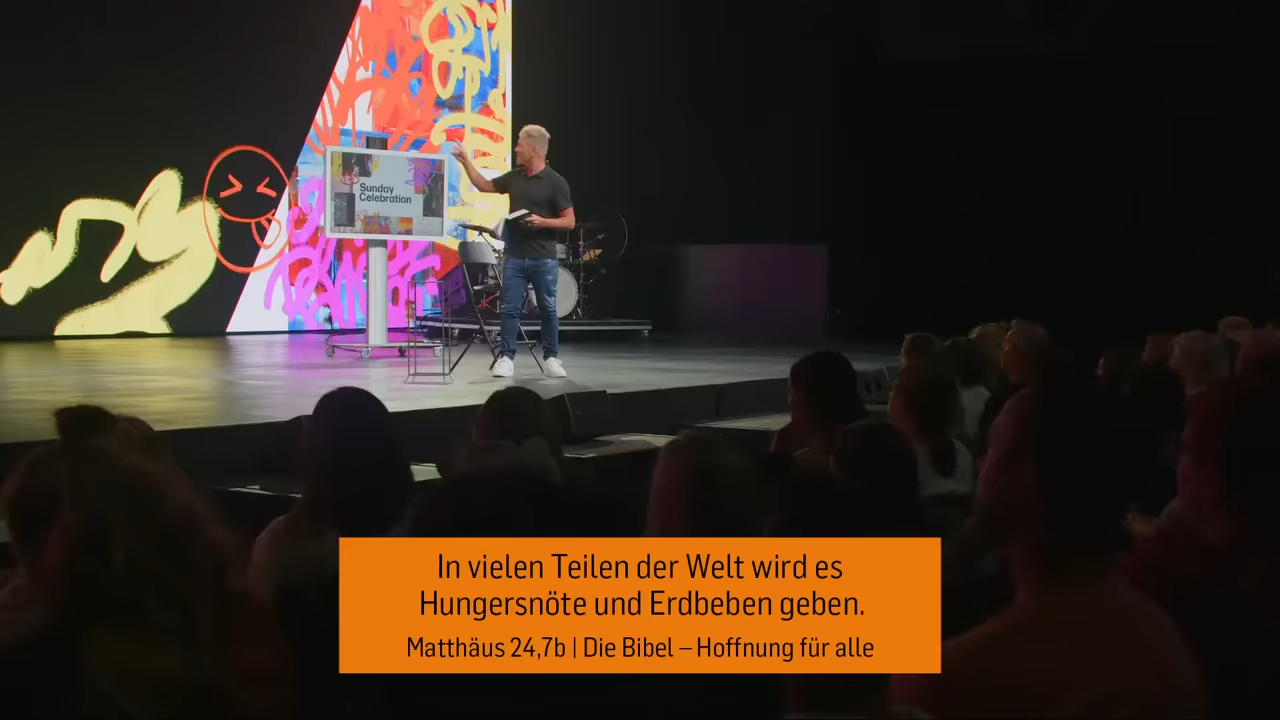 Sunday
Celebration
In vielen Teilen der Welt wird es
Hungersnöte und Erdbeben geben.
Matthäus 24,7b | Die Bibel – Hoffnung für alle